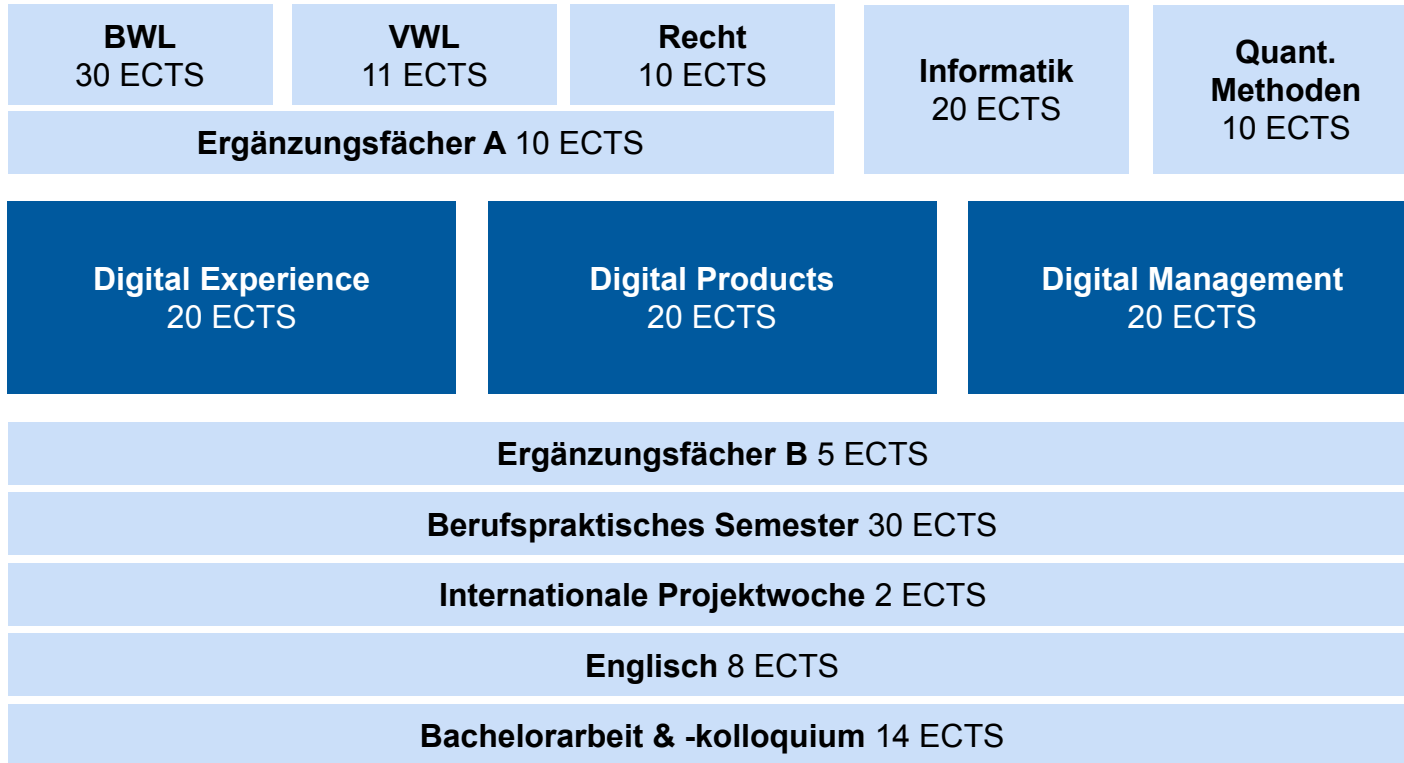 BWL
30 ECTS
VWL
11 ECTS
Recht
10 ECTS
Informatik
20 ECTS
Quant.
Methoden
10 ECTS
Ergänzungsfächer A 10 ECTS
Digital Experience
20 ECTS
Digital Products
20 ECTS
Digital Management
20 ECTS
Ergänzungsfächer B 5 ECTS
Berufspraktisches Semester 30 ECTS
Internationale Projektwoche 2 ECTS
Englisch 8 ECTS
Bachelorarbeit & -kolloquium 14 ECTS